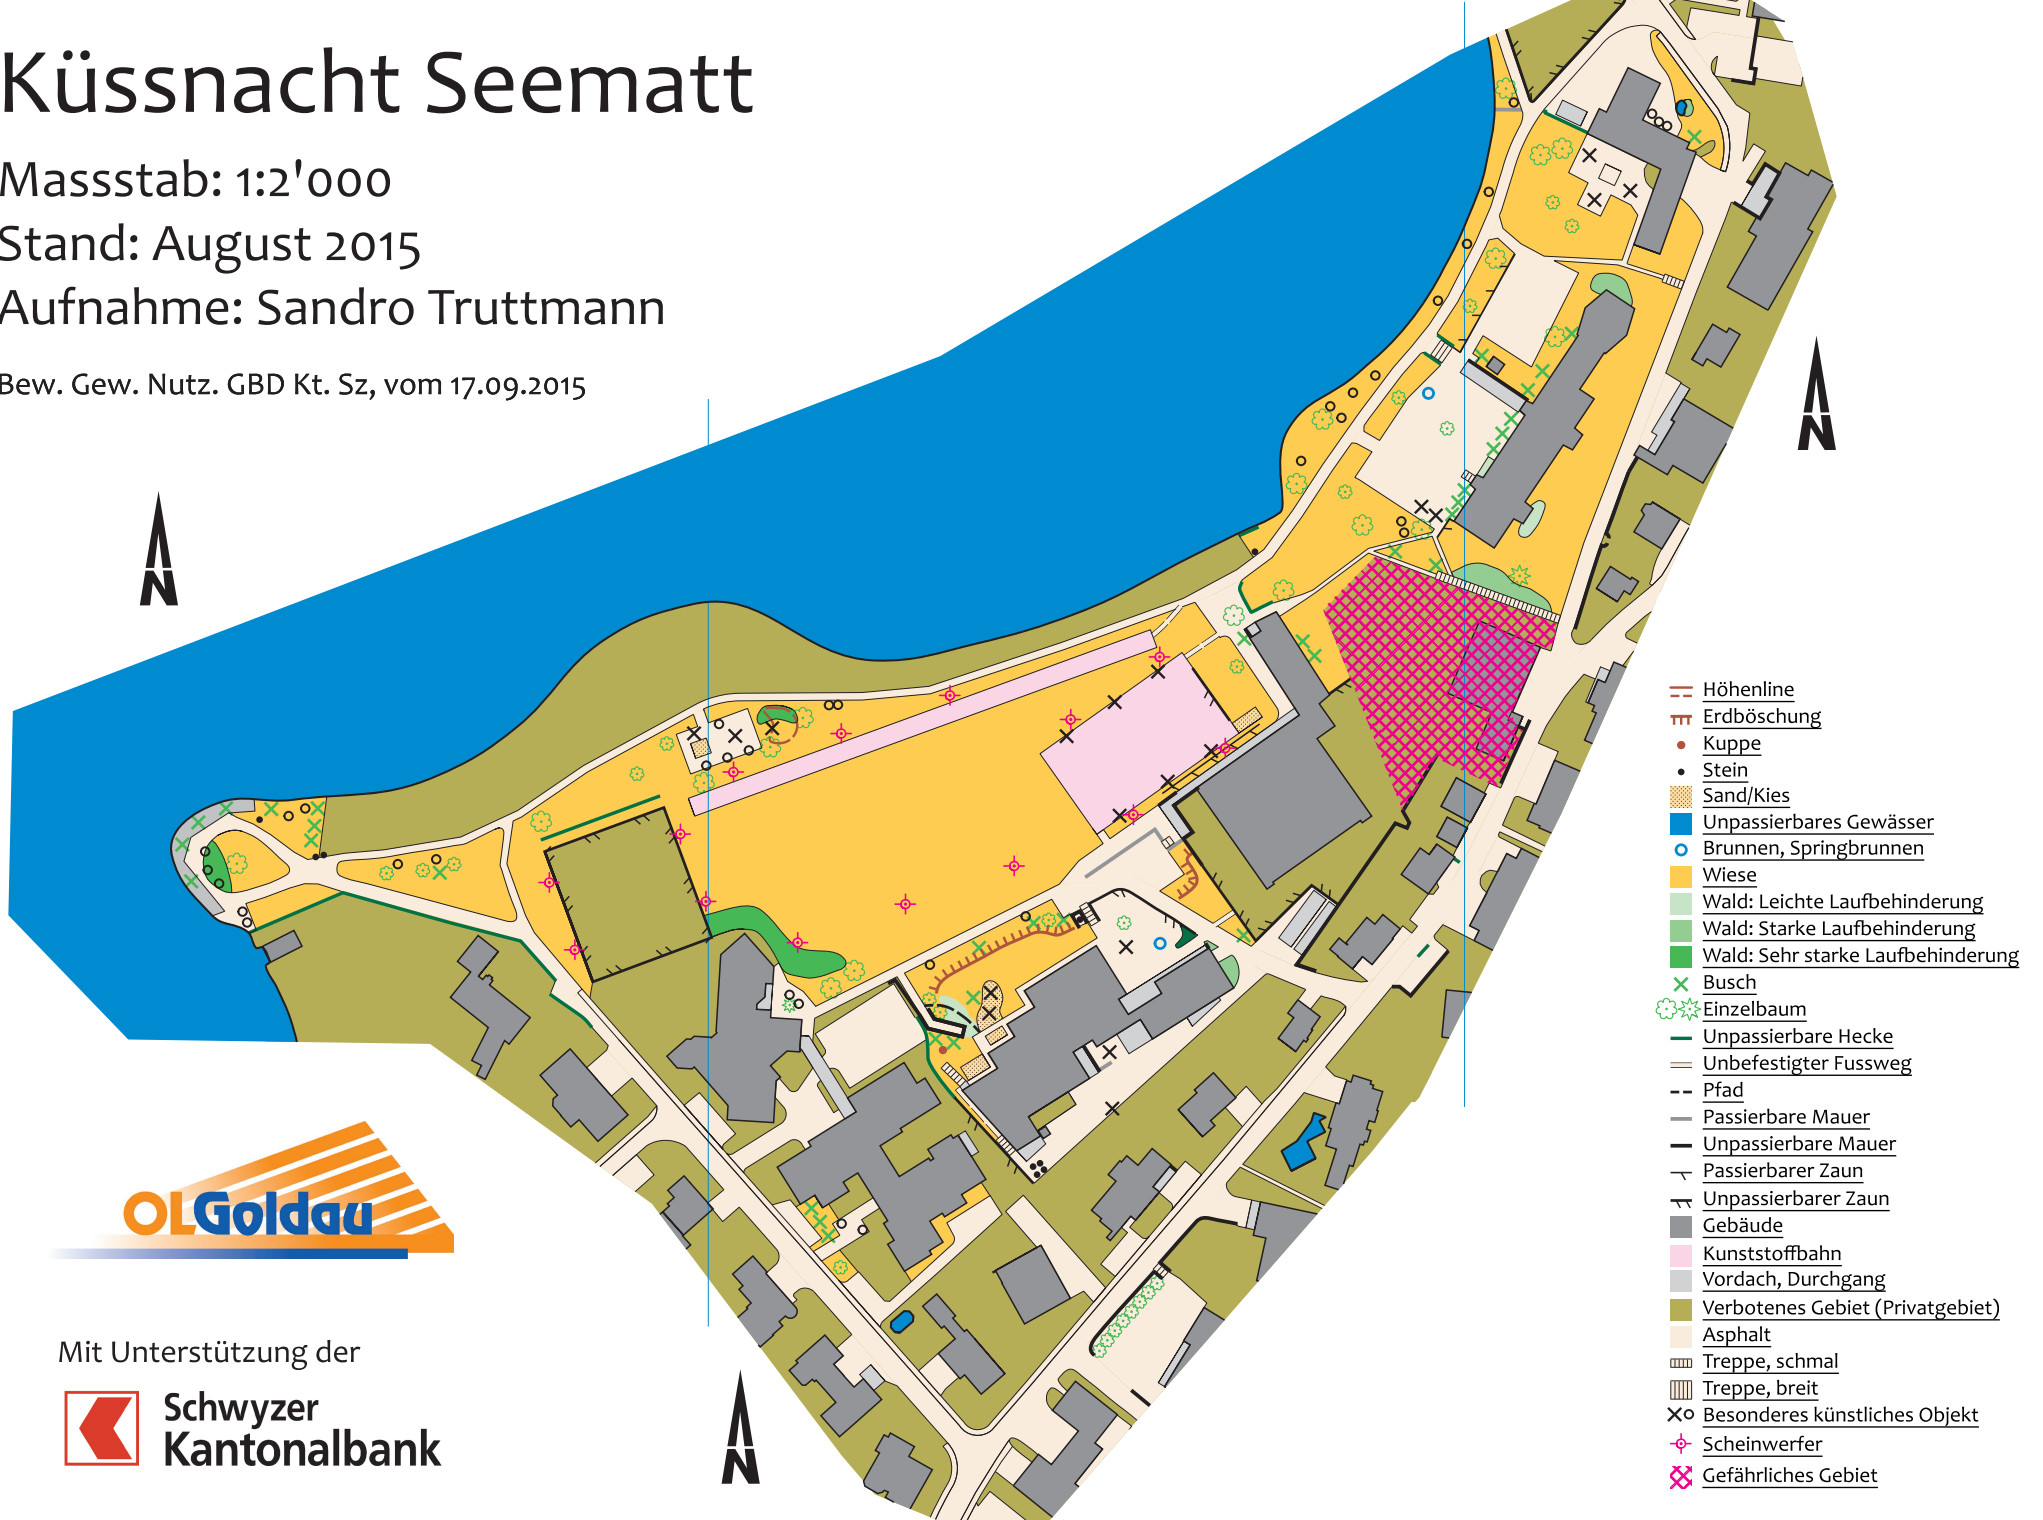 Küssnacht Seematt
Massstab: 1:2'000
Stand: August 2015
Aufnahme: Sandro Truttmann
Bew. Gew. Nutz. GBD Kt. Sz, vom 17.09.2015
N
N
N
Höhenline
Erdböschung
Kuppe
Stein
Sand/Kies
Unpassierbares Gewässer
Brunnen, Springbrunnen
Wiese
Wald: Leichte Laufbehinderung
Wald: Starke Laufbehinderung
Wald: Sehr starke Laufbehinderung
Busch
Einzelbaum
Unpassierbare Hecke
Unbefestigter Fussweg
Pfad
Passierbare Mauer
Unpassierbare Mauer
Passierbarer Zaun
Unpassierbarer Zaun
Gebäude
Kunststoffbahn
Vordach, Durchgang
Verbotenes Gebiet (Privatgebiet)
Asphalt
Treppe, schmal
Treppe, breit
Besonderes künstliches Objekt
Scheinwerfer
Gefährliches Gebiet
OLGoldau
Mit Unterstützung der
Schwyzer
Kantonalbank